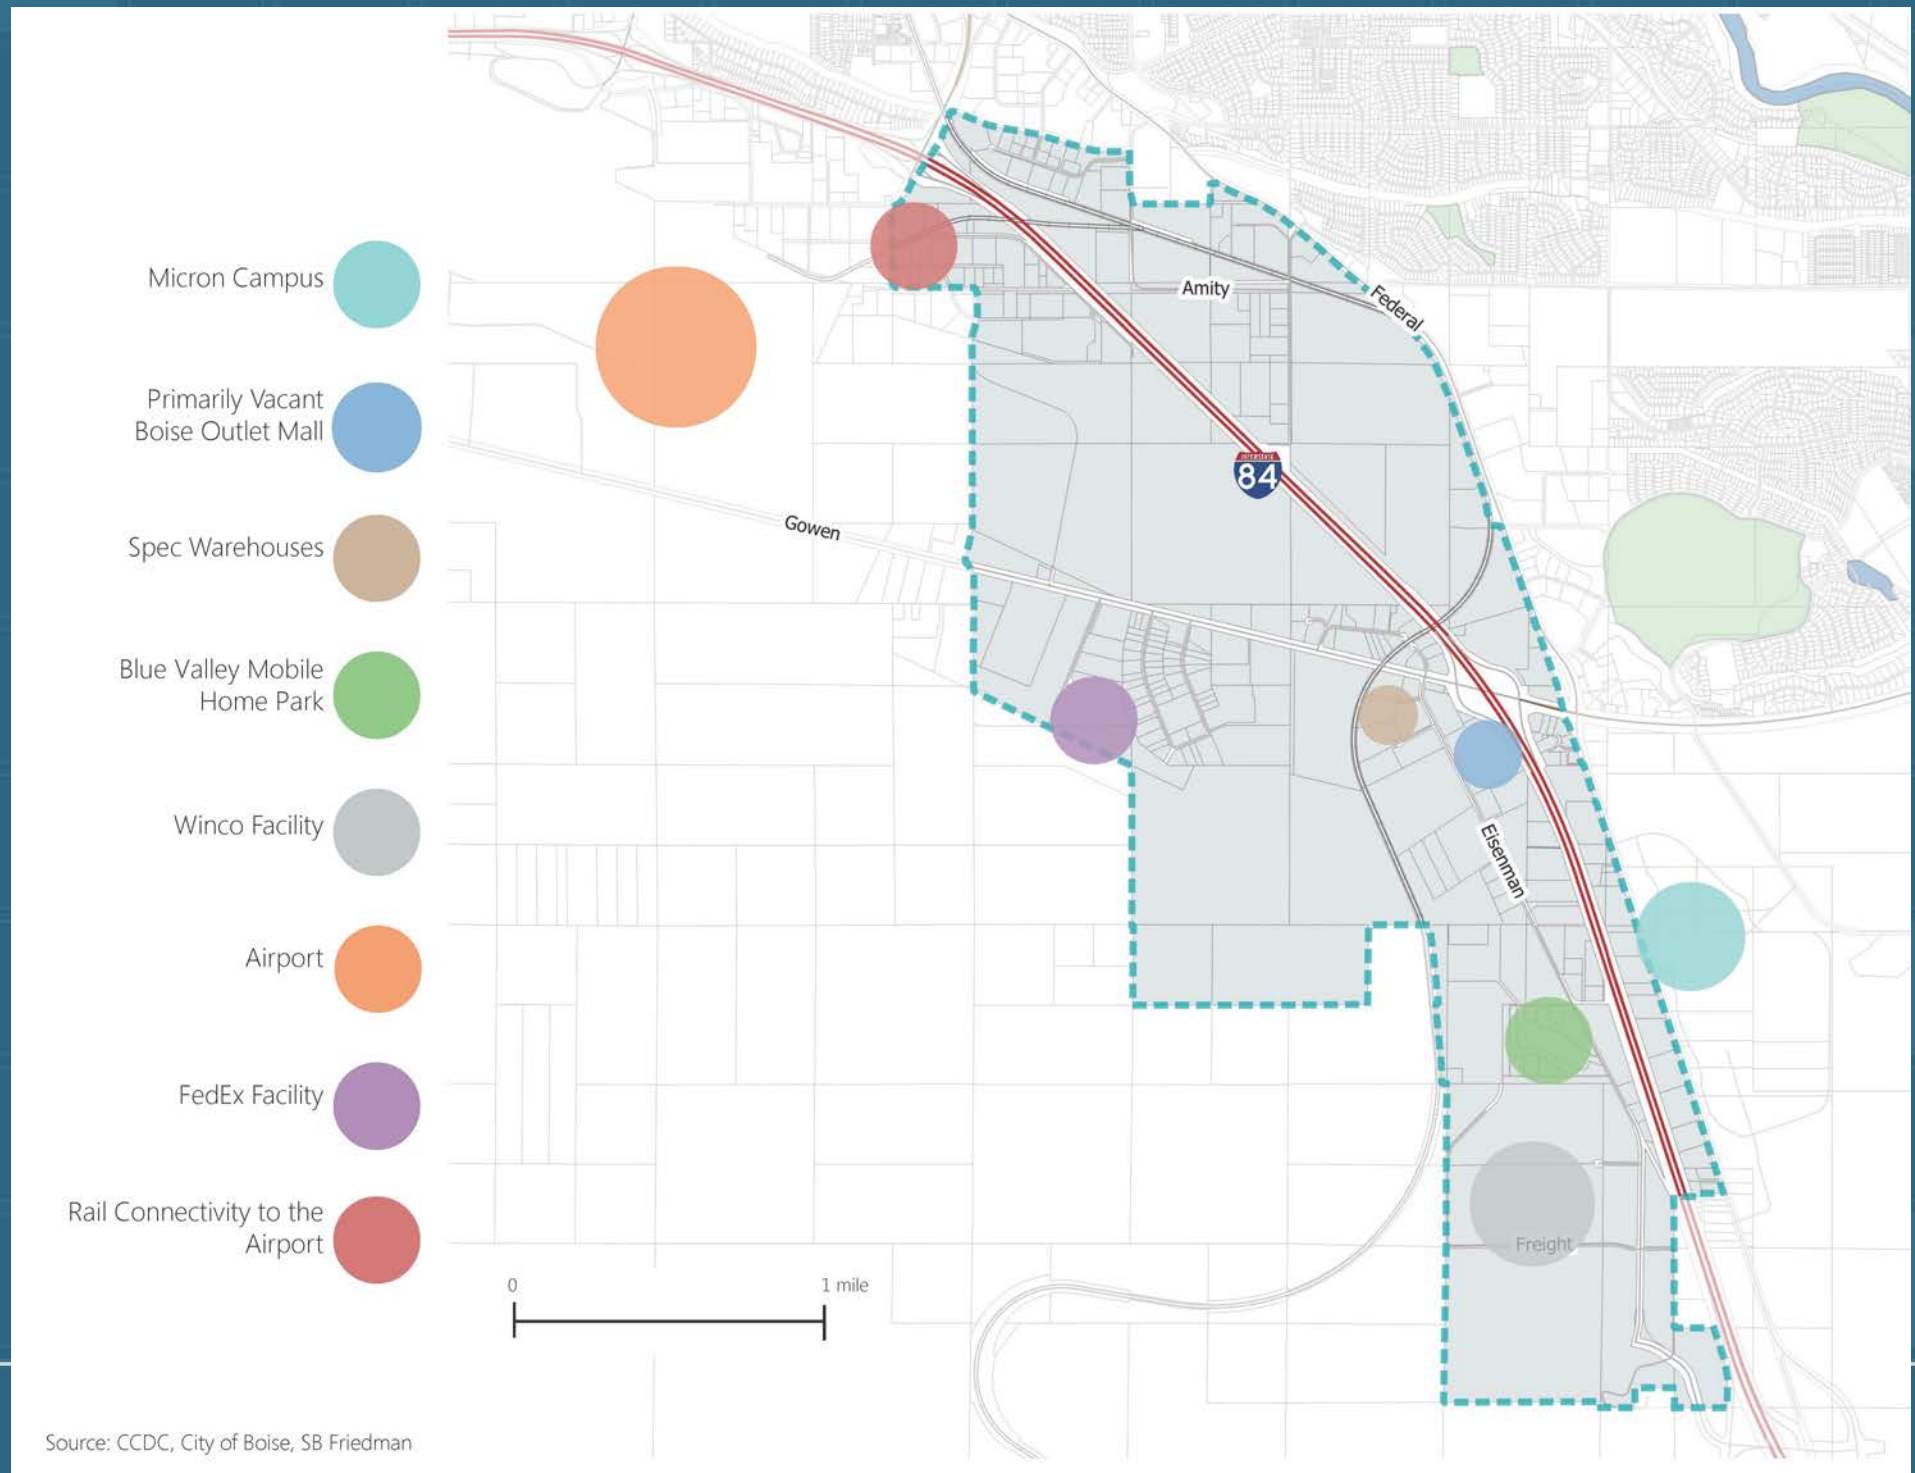 Micron Campus
Primarily Vacant
Boise Outlet Mall
Spec Warehouses
Blue Valley Mobile
Home Park
Winco Facility
Airport
FedEx Facility
Rail Connectivity to the
Airport
Amity
Federal
INTERSTATE
84
Gowen
Eisenman
Freight
0
1 mile
Source: CCDC, City of Boise, SB Friedman